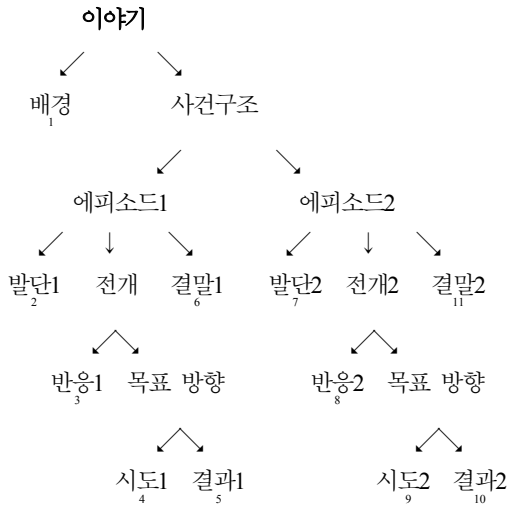 이야기
배경 사건구조
1
에피소드1 에피소드2
발단1 전개 결말1 발단2 전개2 결말2
2 6 7 11
반응1 목표 방향 반응2 목표 방향
3 8
시도1 결과1 시도2 결과2
4 5 9 10